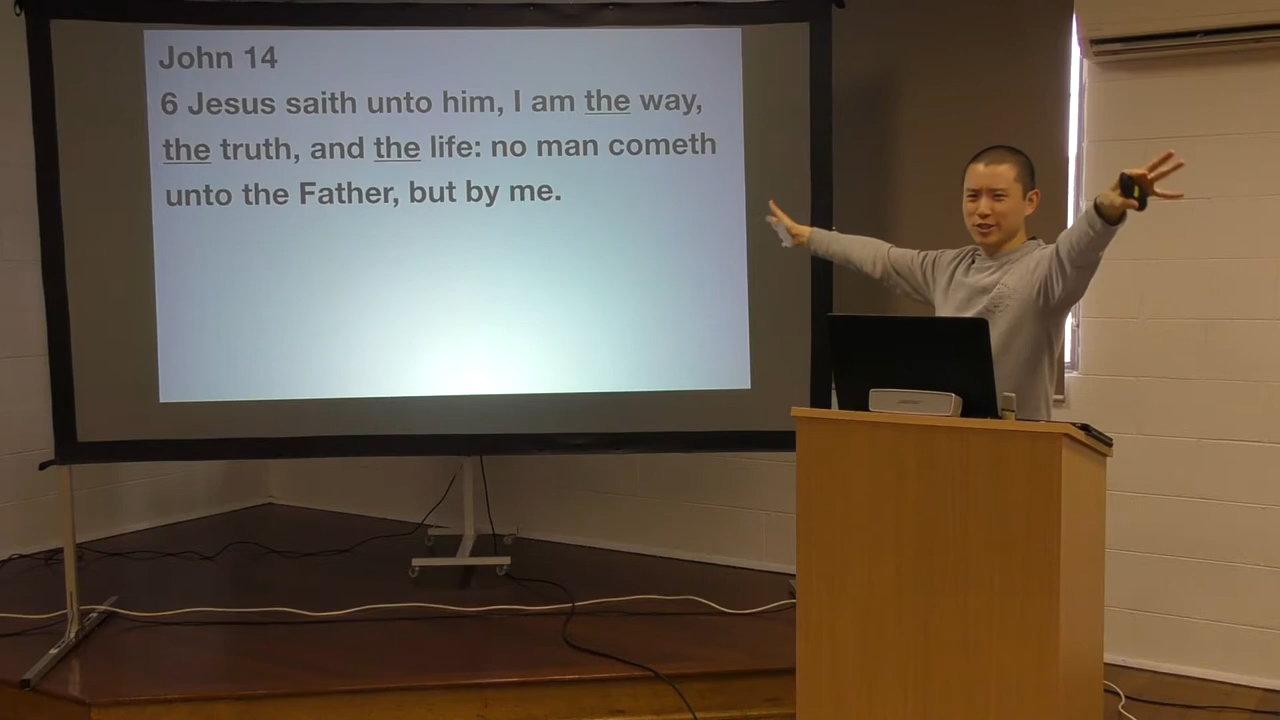 John 14
6 Jesus saith unto him, I am the way,
the truth, and the life: no man cometh
unto the Father, but by me.